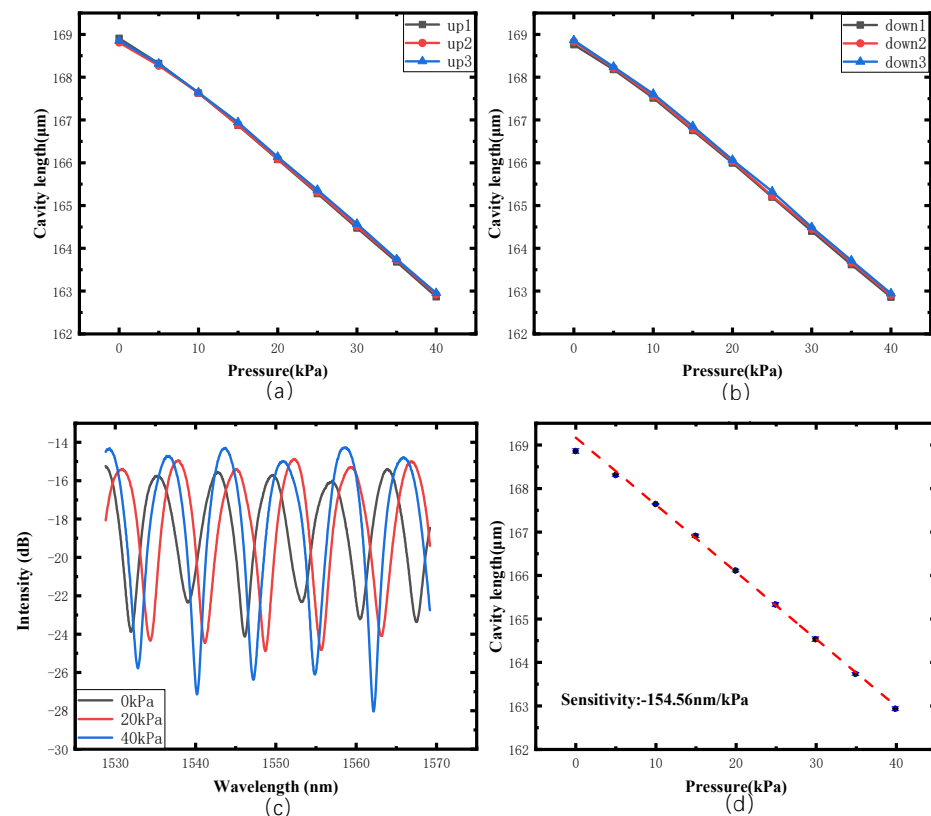 169
168
167
166
165
164
163
162
Cavity length(μm)
up1
up2
up3
0
10
20
30
40
Pressure(kPa)
(a)
169
168
167
166
165
164
163
162
Cavity length(μm)
down1
down2
down3
0
10
20
30
40
Pressure(kPa)
(b)
-14
-16
-18
-20
-22
-24
-26
-28
-30
Intensity (dB)
0kPa
20kPa
40kPa
1530
1540
1550
1560
1570
Wavelength (nm)
(c)
169
168
167
166
165
164
163
162
Cavity length(μm)
Sensitivity:-154.56nm/kPa
0
10
20
30
40
Pressure(kPa)
(d)